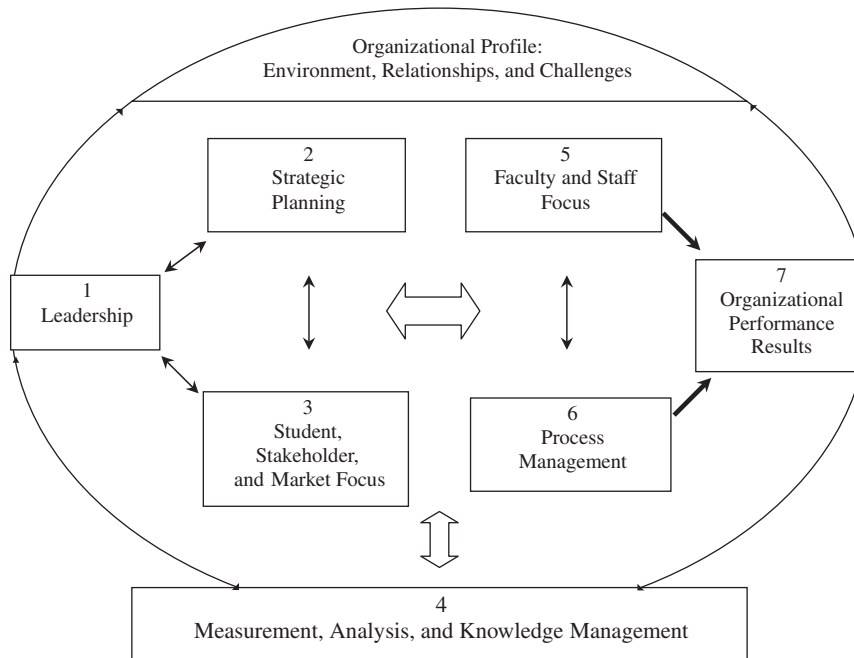 Organizational Profile:
Environment, Relationships, and Challenges
2
Strategic
Planning
5
Faculty and Staff
Focus
1
Leadership
7
Organizational
Performance
Results
3
Student,
Stakeholder,
and Market Focus
6
Process
Management
4
Measurement, Analysis, and Knowledge Management